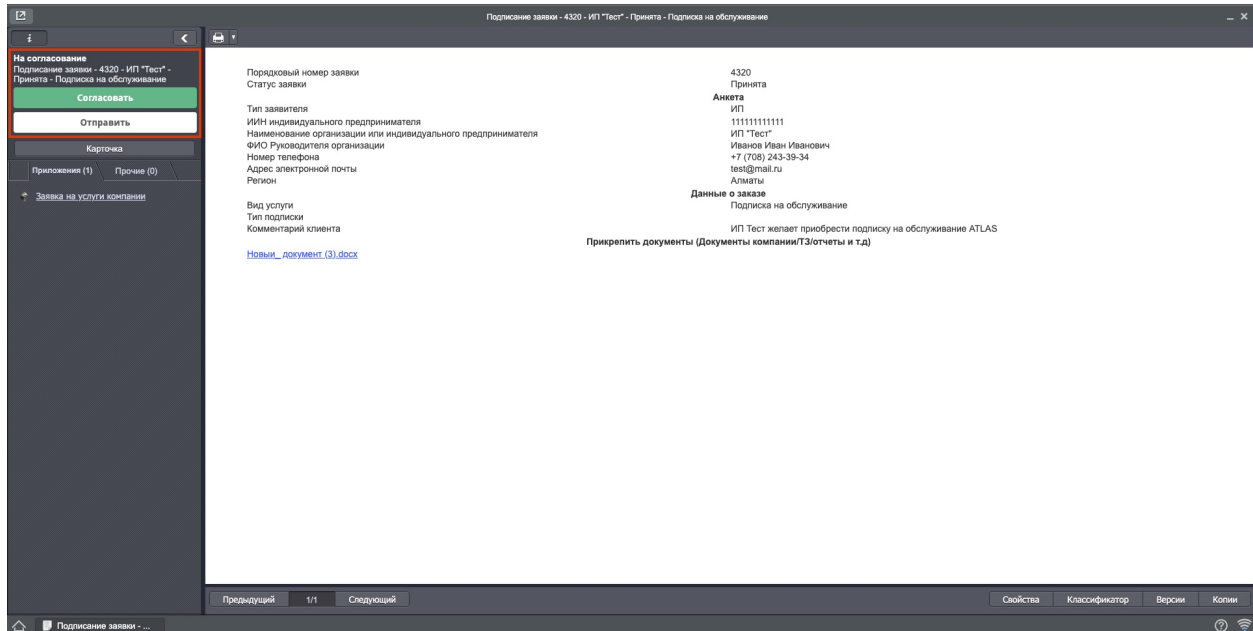 Подписание заявки - 4320 - ИП "Тест" - Принята - Подписка на обслуживание
i
На согласование
Подписание заявки - 4320 - ИП "Тест" -
Принята - Подписка на обслуживание
Согласовать
Отправить
Карточка
Приложения (1) Прочие (0)
Заявка на услуги компании
Порядковый номер заявки 4320
Статус заявки Принята
Анкета
Тип заявителя ИП
ИИН индивидуального предпринимателя 111111111111
Наименование организации или индивидуального предпринимателя ИП "Тест"
ФИО Руководителя организации Иванов Иван Иванович
Номер телефона +7 (708) 243-39-34
Адрес электронной почты test@mail.ru
Регион Алматы
Данные о заказе
Вид услуги Подписка на обслуживание
Тип подписки
Комментарий клиента ИП Тест желает приобрести подписку на обслуживание ATLAS
Прикрепить документы (Документы компании/ТЗ/отчеты и т.д)
Новыи_ документ (3).docx
Предыдущий 1/1 Следующий Свойства Классификатор Версии Копии
Подписание заявки - ...